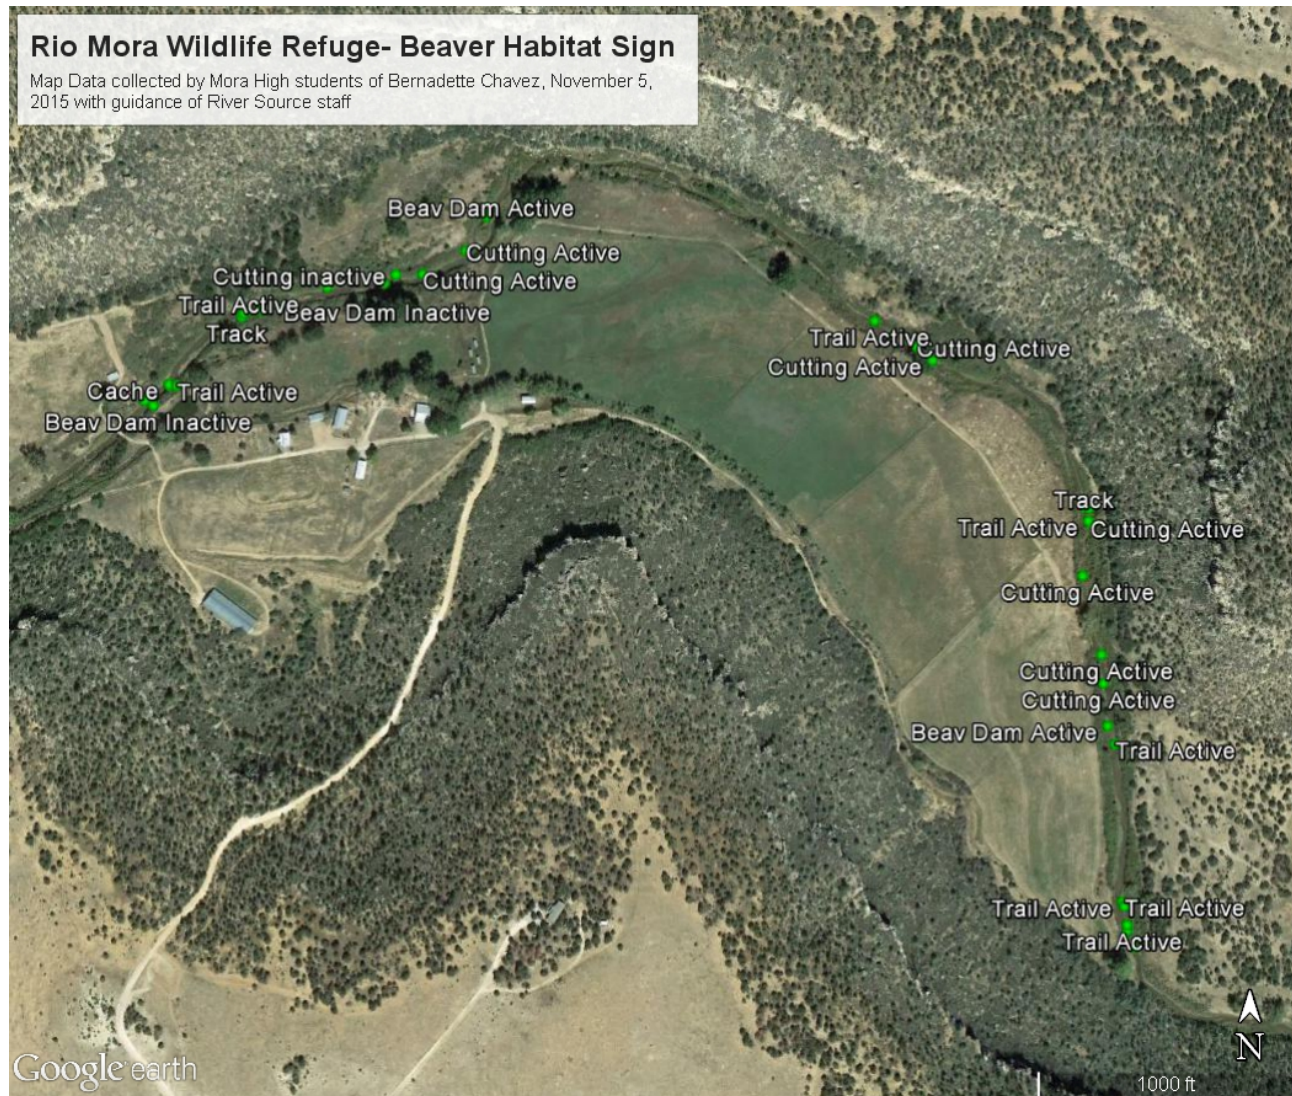 Rio Mora Wildlife Refuge- Beaver Habitat Sign
Map Data collected by Mora High students of Bernadette Chavez, November 5,
2015 with guidance of River Source staff
Beav Dam Active
Cutting Active
Cutting inactive
Cutting Active
Trail Active
Beav Dam Inactive
Track
Cache
Trail Active
Beav Dam Inactive
Trail Active
Cutting Active
Cutting Active
Track
Trail Active
Cutting Active
Cutting Active
Cutting Active
Cutting Active
Beav Dam Active
Trail Active
Trail Active
Trail Active
Trail Active
N
Google earth
1000 ft